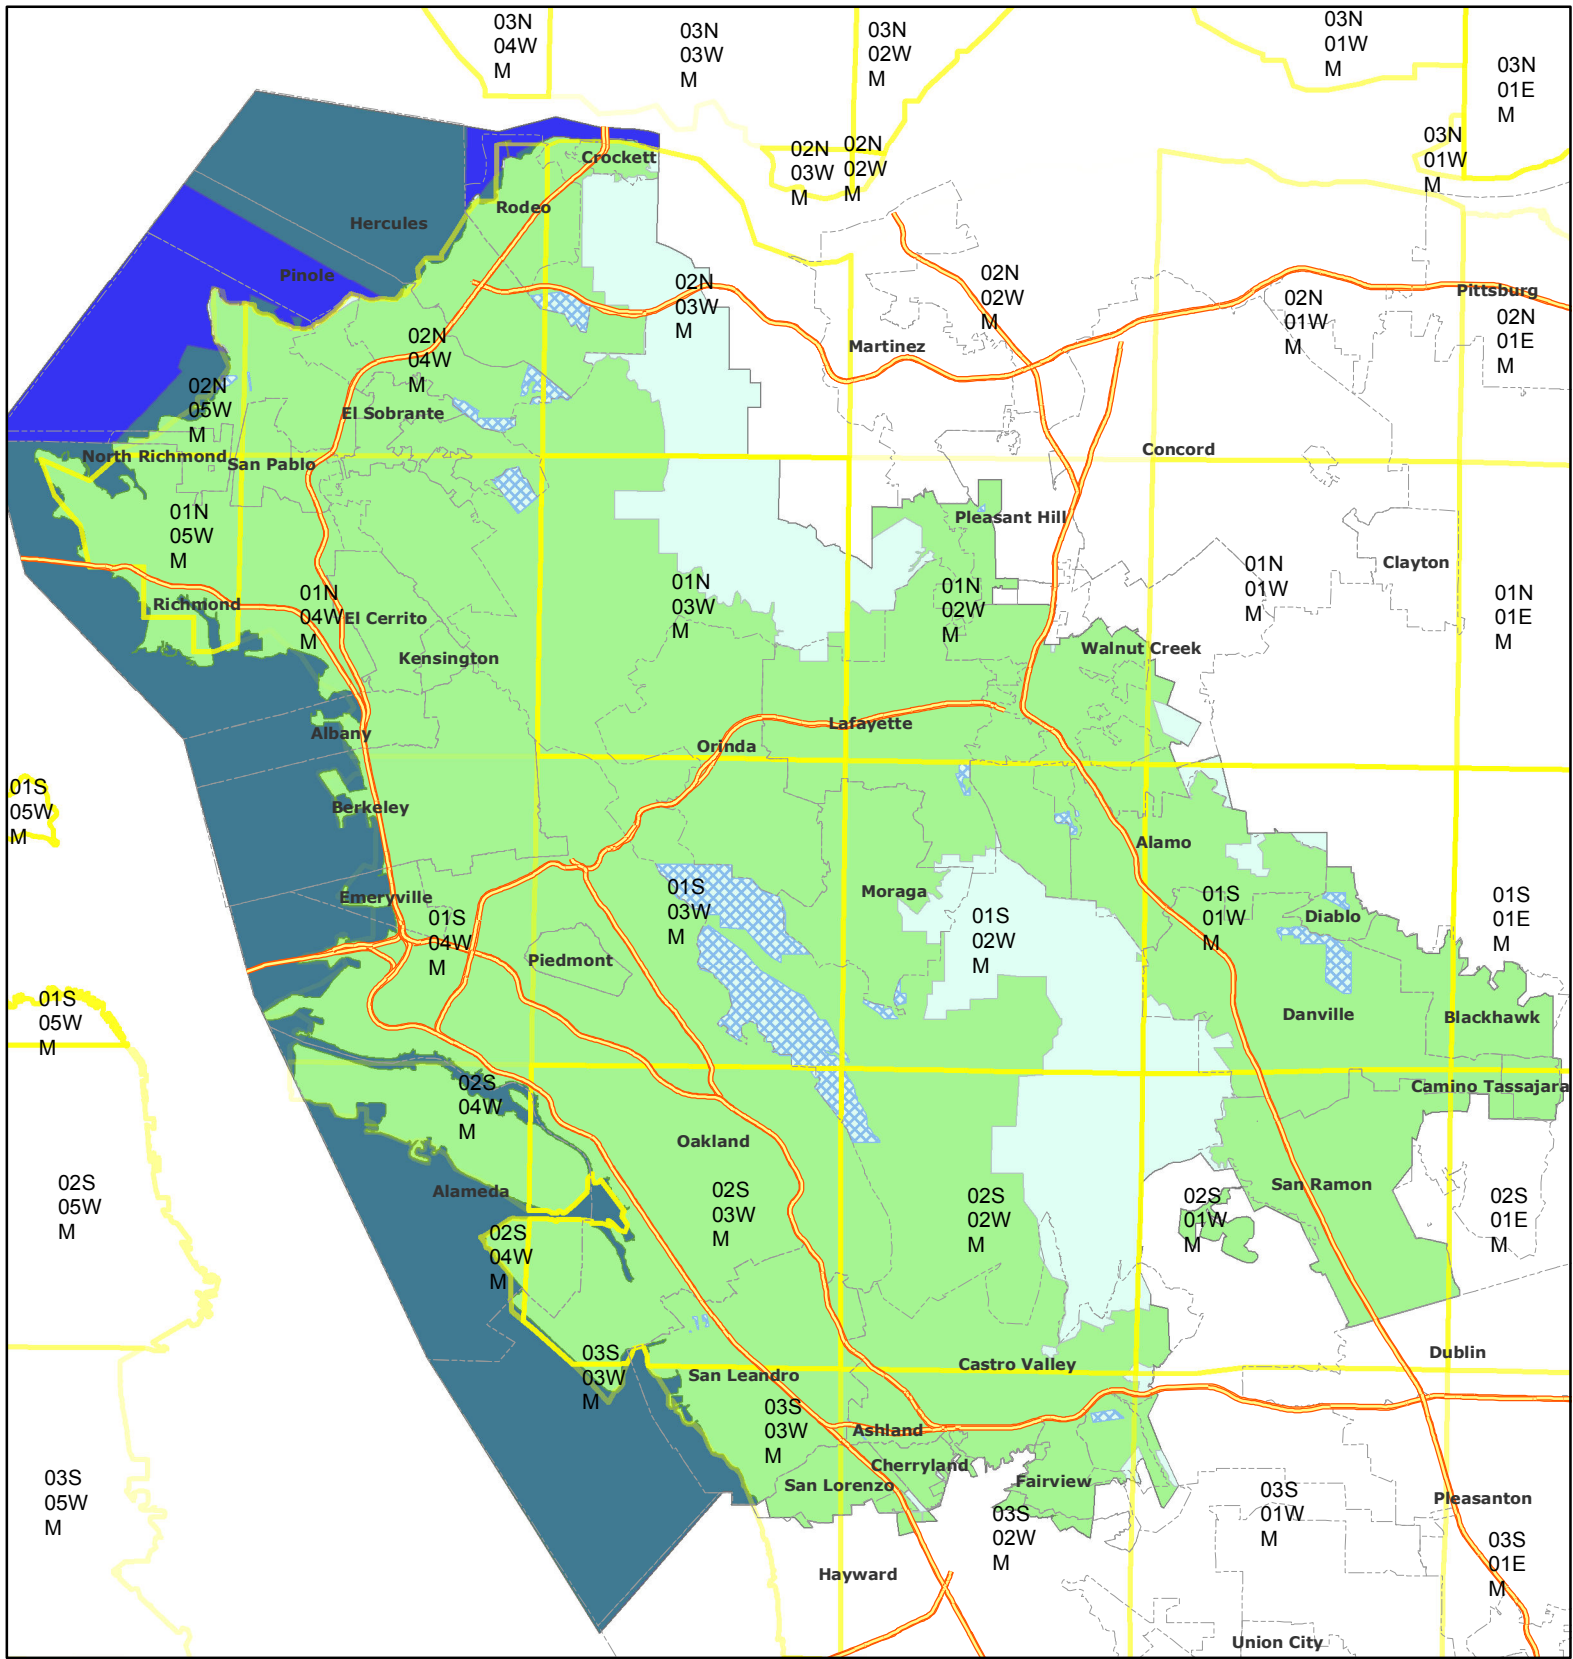 03N
04W
M
03N
03W
M
03N
02W
M
03N
01W
M
03N
01E
M
02N
03W
M
02N
02W
M
03N
01W
M
Crockett
Rodeo
Hercules
Pinole
02N
03W
M
02N
02W
M
02N
01W
M
Pittsburg
02N
01E
M
02N
04W
M
Martinez
02N
05W
M
El Sobrante
North Richmond
San Pablo
Concord
01N
05W
M
Pleasant Hill
Clayton
01N
04W
M
Richmond
El Cerrito
01N
03W
M
01N
02W
M
01N
01W
M
01N
01E
M
Kensington
Walnut Creek
Albany
Orinda
Lafayette
01S
05W
M
Berkeley
Alamo
Emeryville
01S
04W
M
01S
03W
M
Moraga
01S
02W
M
01S
01W
M
Diablo
01S
01E
M
Piedmont
01S
05W
M
Danville
Blackhawk
02S
04W
M
Camino Tassajara
Oakland
Alameda
02S
05W
M
02S
03W
M
02S
02W
M
02S
01W
M
San Ramon
02S
01E
M
02S
04W
M
03S
03W
M
San Leandro
Castro Valley
Dublin
03S
03W
M
Ashland
Cherryland
San Lorenzo
Fairview
03S
05W
M
03S
02W
M
03S
01W
M
Pleasanton
03S
01E
M
Hayward
Union City